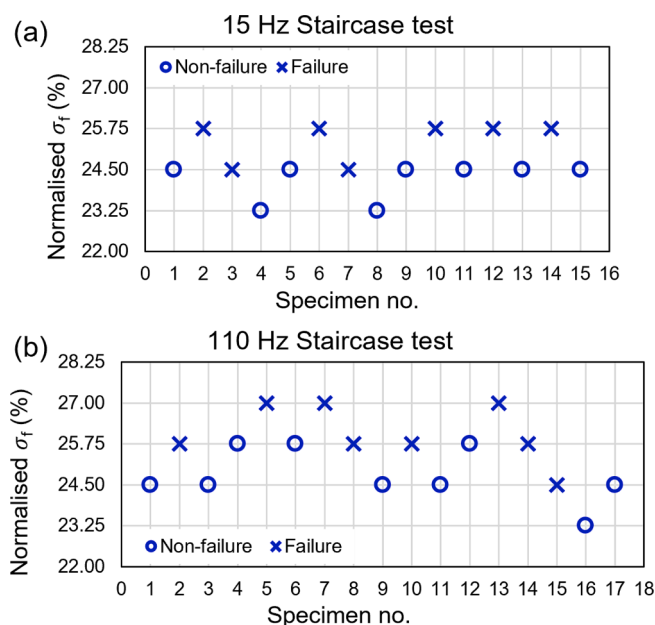 (a)
15 Hz Staircase test
Normalised σf (%)
28.25
27.00
25.75
24.50
23.25
22.00
Non-failure Failure
0 1 2 3 4 5 6 7 8 9 10 11 12 13 14 15 16
Specimen no.
(b)
110 Hz Staircase test
Normalised σf (%)
28.25
27.00
25.75
24.50
23.25
22.00
Non-failure Failure
0 1 2 3 4 5 6 7 8 9 10 11 12 13 14 15 16 17 18
Specimen no.